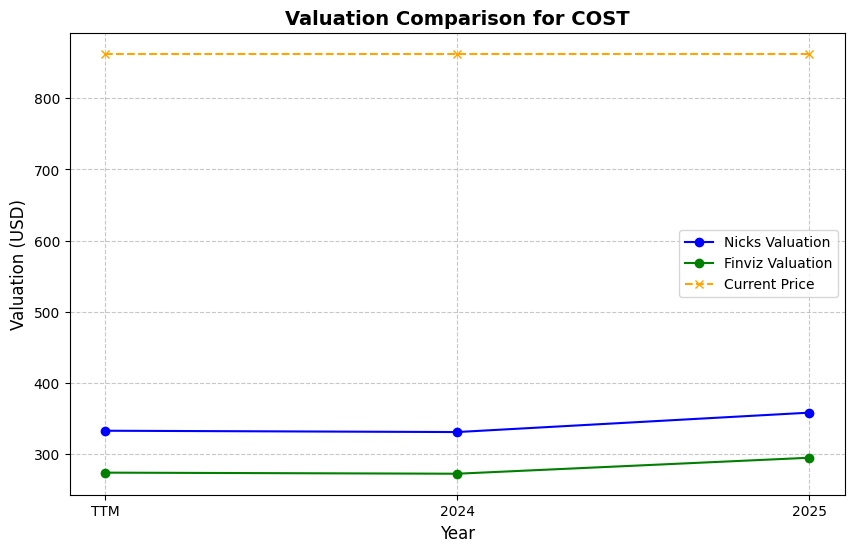 Valuation Comparison for COST
Valuation (USD)
800
700
600
500
400
300
Nicks Valuation
Finviz Valuation
Current Price
TTM
2024
2025
Year